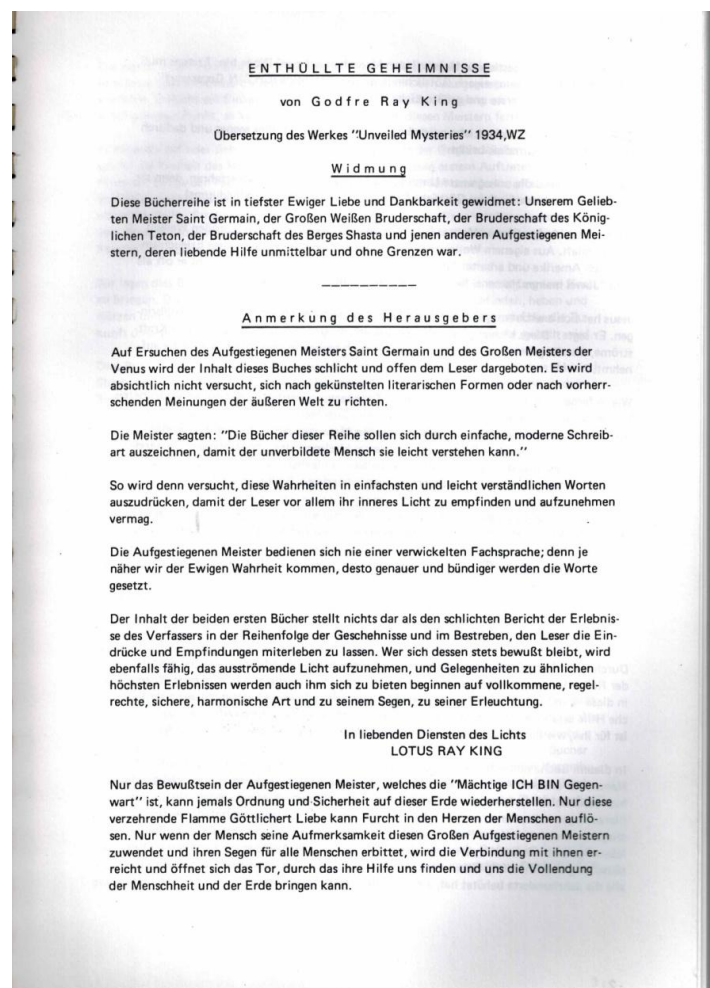 ENTHÜLLTE GEHEIMNISSE
von Godfre Ray King
Übersetzung des Werkes "Unveiled Mysteries" 1934,WZ
Widmung
Diese Bücherreihe ist in tiefster Ewiger Liebe und Dankbarkeit gewidmet: Unserem Gelieb-
ten Meister Saint Germain, der Großen Weißen Bruderschaft, der Bruderschaft des König-
lichen Teton, der Bruderschaft des Berges Shasta und jenen anderen Aufgestiegenen Mei-
stern, deren liebende Hilfe unmittelbar und ohne Grenzen war.
Anmerkung des Herausgebers
Auf Ersuchen des Aufgestiegenen Meisters Saint Germain und des Großen Meisters der
Venus wird der Inhalt dieses Buches schlicht und offen dem Leser dargeboten. Es wird
absichtlich nicht versucht, sich nach gekünstelten literarischen Formen oder nach vorherr-
schenden Meinungen der äußeren Welt zu richten.
Die Meister sagten: "Die Bücher dieser Reihe sollen sich durch einfache, moderne Schreib-
art auszeichnen, damit der unverbildete Mensch sie leicht verstehen kann."
So wird denn versucht, diese Wahrheiten in einfachsten und leicht verständlichen Worten
auszudrücken, damit der Leser vor allem ihr inneres Licht zu empfinden und aufzunehmen
vermag.
Die Aufgestiegenen Meister bedienen sich nie einer verwickelten Fachsprache; denn je
näher wir der Ewigen Wahrheit kommen, desto genauer und bündiger werden die Worte
gesetzt.
Der Inhalt der beiden ersten Bücher stellt nichts dar als den schlichten Bericht der Erlebnis-
se des Verfassers in der Reihenfolge der Geschehnisse und im Bestreben, den Leser die Ein-
drücke und Empfindungen miterleben zu lassen. Wer sich dessen stets bewußt bleibt, wird
ebenfalls fähig, das ausströmende Licht aufzunehmen, und Gelegenheiten zu ähnlichen
höchsten Erlebnissen werden auch ihm sich zu bieten beginnen auf vollkommene, regel-
rechte, sichere, harmonische Art und zu seinem Segen, zu seiner Erleuchtung.
In liebenden Diensten des Lichts
LOTUS RAY KING
Nur das Bewußtsein der Aufgestiegenen Meister, welches die "Mächtige ICH BIN Gegen-
wart" ist, kann jemals Ordnung und Sicherheit auf dieser Erde wiederherstellen. Nur diese
verzehrende Flamme Göttlichert Liebe kann Furcht in den Herzen der Menschen auflö-
sen. Nur wenn der Mensch seine Aufmerksamkeit diesen Großen Aufgestiegenen Meistern
zuwendet und ihren Segen für alle Menschen erbittet, wird die Verbindung mit ihnen er-
reicht und öffnet sich das Tor, durch das ihre Hilfe uns finden und uns die Vollendung
der Menschheit und der Erde bringen kann.